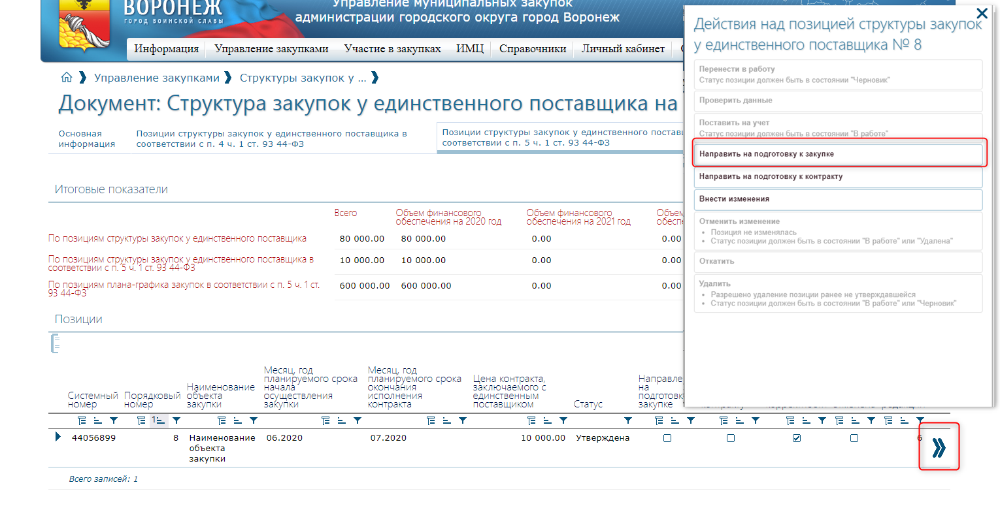 ВОРОНЕЖ
ГОРОД ВОИНСКОЙ СЛАВЫ
Управление муниципальных закупок
администрации городского округа город Воронеж
Информация
Управление закупками
Участие в закупках
ИМЦ
Справочники
Личный кабинет
Управление закупками
Структуры закупок у ...
Документ: Структура закупок у единственного поставщика на
Основная
информация
Позиции структуры закупок у единственного поставщика в
соответствии с п. 4 ч. 1 ст. 93 44-ФЗ
Позиции структуры закупок у единственного
соответствии с п. 5 ч. 1 ст. 93 44-ФЗ
Итоговые показатели
Всего
Объем финансового
обеспечения на 2020 год
Объем финансового
обеспечения на 2021 год
По позициям структуры закупок у единственного поставщика
80 000.00 80 000.00 0.00 0.00
По позициям структуры закупок у единственного поставщика в
соответствии с п. 5 ч. 1 ст. 93 44-ФЗ
10 000.00 10 000.00 0.00 0.00
По позициям плана-графика закупок в соответствии с п. 5 ч. 1 ст.
93 44-ФЗ
600 000.00 600 000.00 0.00 0.00
Позиции
Системный
номер
Порядковый
номер
Наименование
объекта
закупки
Месяц, год
планируемого срока
начала
осуществления
закупки
Месяц, год
планируемого срока
окончания
исполнения
контракта
Цена контракта,
заключаемого с
единственным
поставщиком
Статус
на
закупке
1
44056899 8 Наименование 06.2020 07.2020 10 000.00 Утверждена 6
объекта
закупки
Всего записей: 1
Действия над позицией структуры закупок
у единственного поставщика № 8
Перенести в работу
Статус позиции должен быть в состоянии "Черновик"
Проверить данные
Поставить на учет
Статус позиции должен быть в состоянии "В работе"
Направить на подготовку к закупке
Направить на подготовку к контракту
Внести изменения
Отменить изменение
• Позиция не изменялась
• Статус позиции должен быть в состоянии "В работе" или "Удалена"
Откатить
Удалить
• Разрешено удаление позиции ранее не утверждавшейся
• Статус позиции должен быть в состоянии "В работе" или "Черновик"